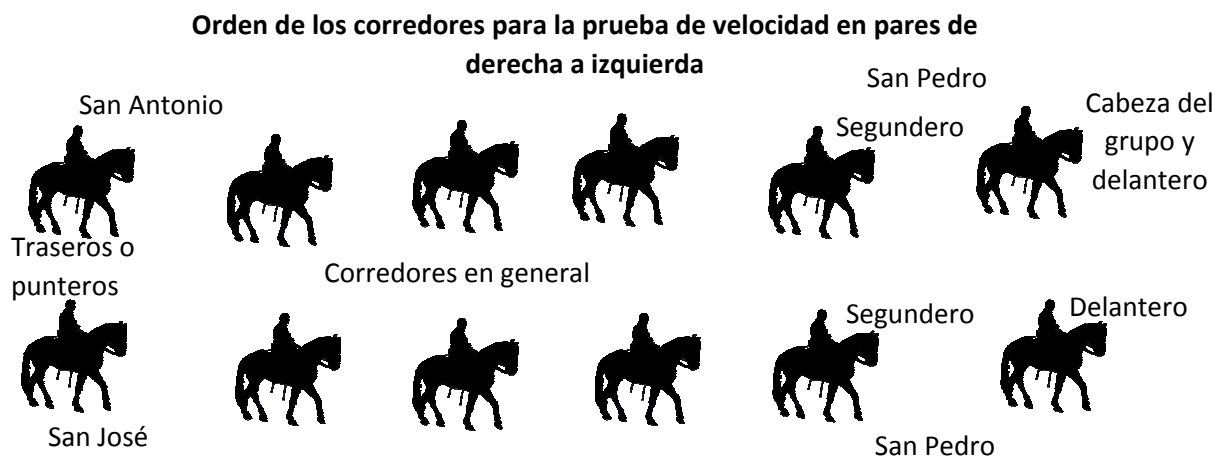 Orden de los corredores para la prueba de velocidad en pares de
derecha a izquierda
San Pedro
San Antonio
Segundero
Cabeza del
grupo y
delantero
Traseros o
punteros
Corredores en general
Segundero
Delantero
San José
San Pedro